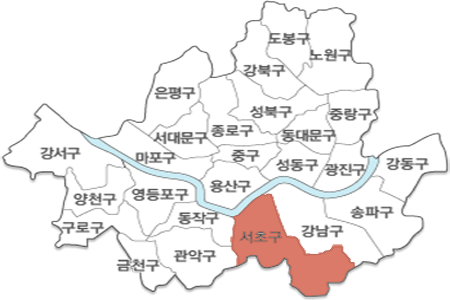 도봉구
노원구
강북구
은평구
성북구
중랑구
서대문구
종로구
동대문구
강서구
마포구
중구
성동구
광진구
강동구
양천구
영등포구
용산구
송파구
구로구
동작구
서초구
강남구
금천구
관악구